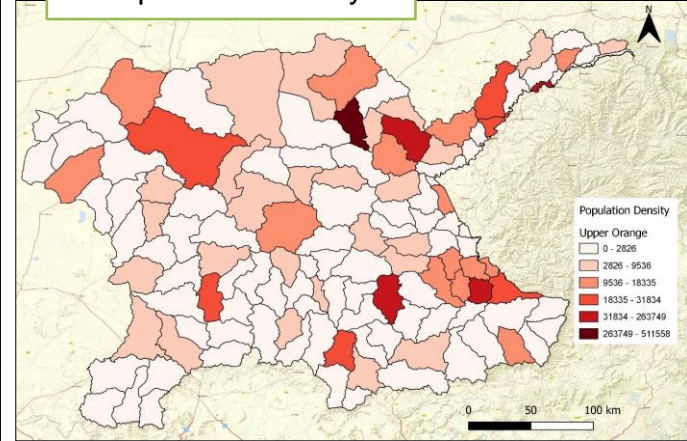 N
Population Density
Upper Orange
0 - 2826
2826 - 9536
9536 - 18335
18335 - 31834
31834 - 263749
263749 - 511558
0 50 100 km